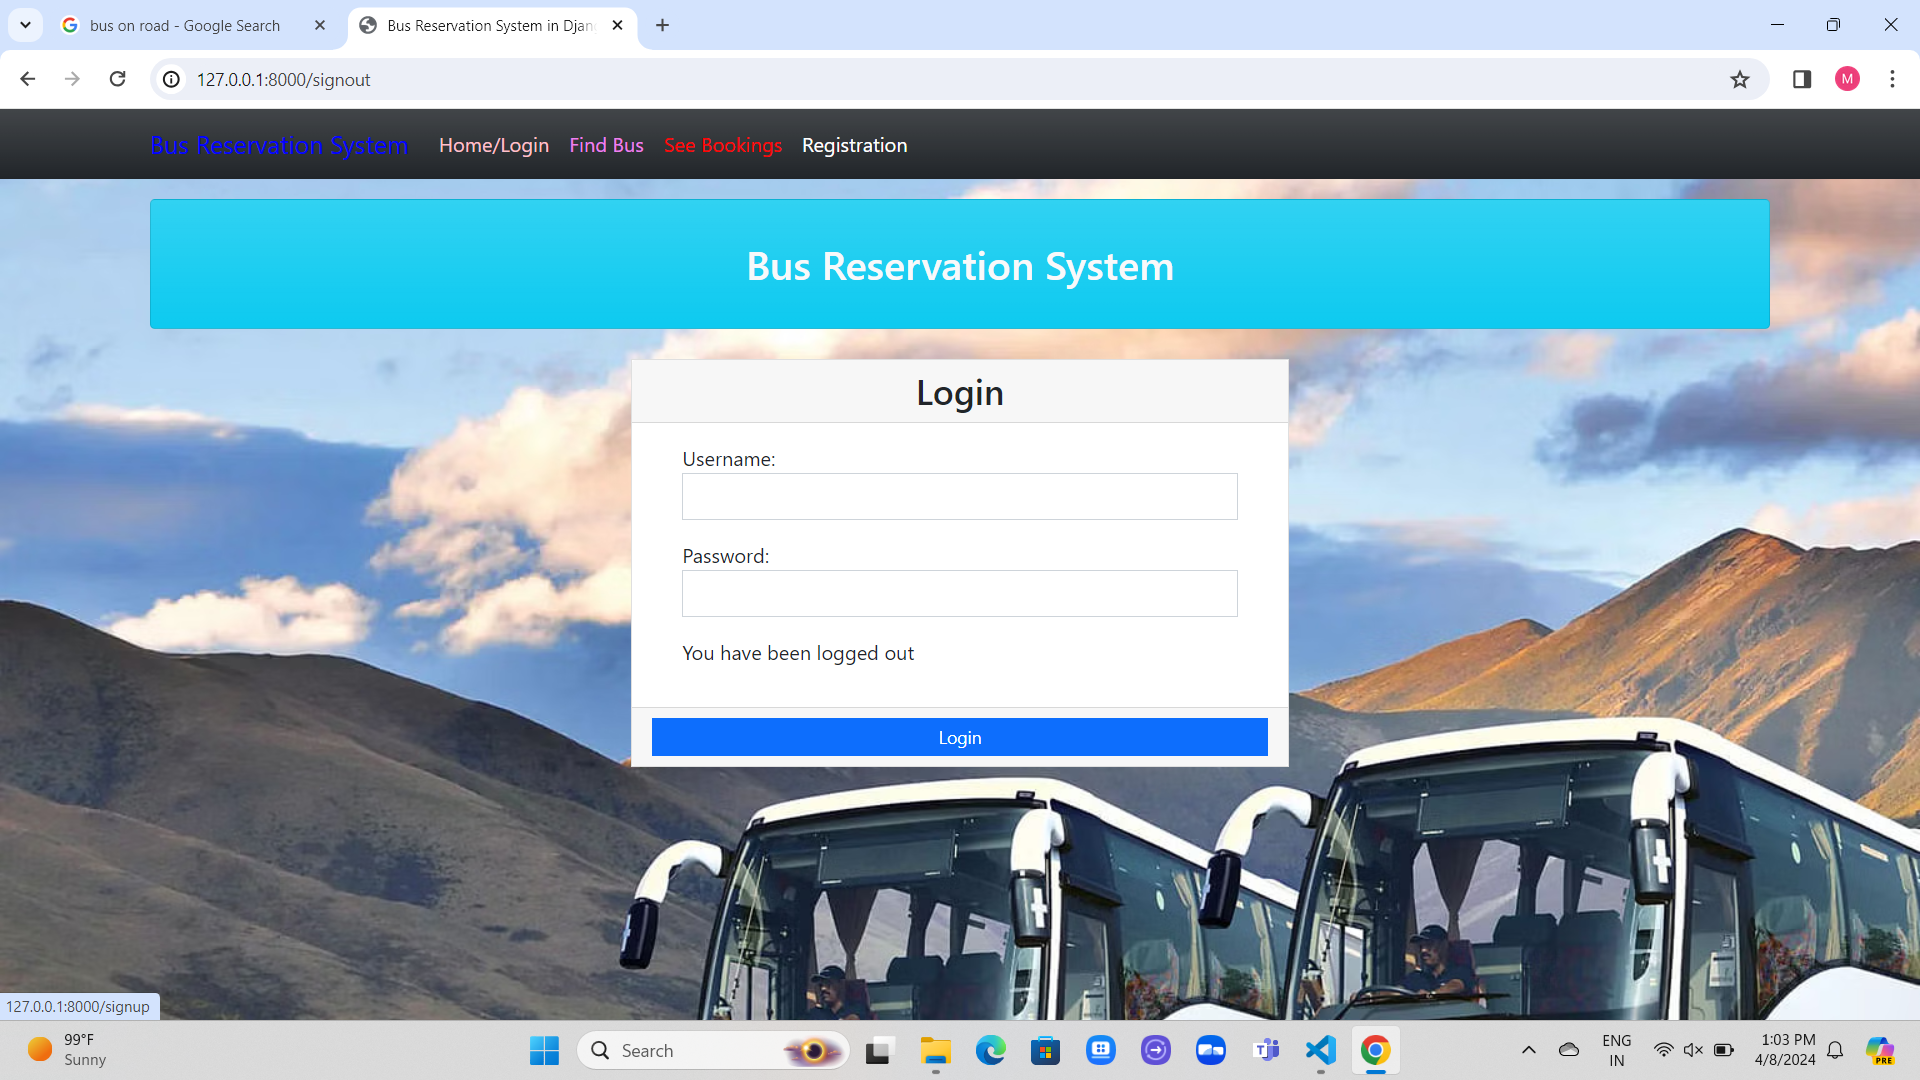 bus on road - Google Search
Bus Reservation System in Djan
127.0.0.1:8000/signout
M
Bus Reservation System Home/Login Find Bus See Bookings Registration
Bus Reservation System
Login
Username:
Password:
You have been logged out
Login
127.0.0.1:8000/signup
99°F
Sunny
Search
ENG
IN
1:03 PM
4/8/2024
PRE